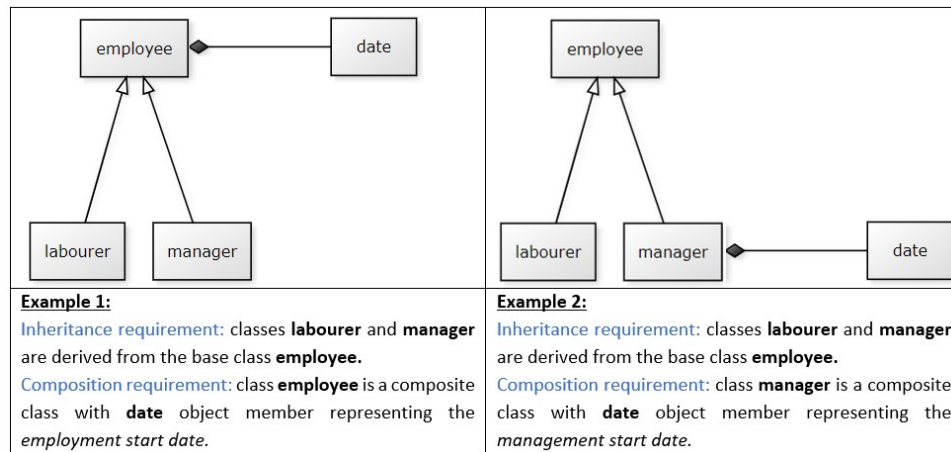 employee
date
labourer
manager
Example 1:
Inheritance requirement: classes labourer and manager
are derived from the base class employee.
Composition requirement: class employee is a composite
class with date object member representing the
employment start date.
employee
labourer
manager
date
Example 2:
Inheritance requirement: classes labourer and manager
are derived from the base class employee.
Composition requirement: class manager is a composite
class with date object member representing the
management start date.